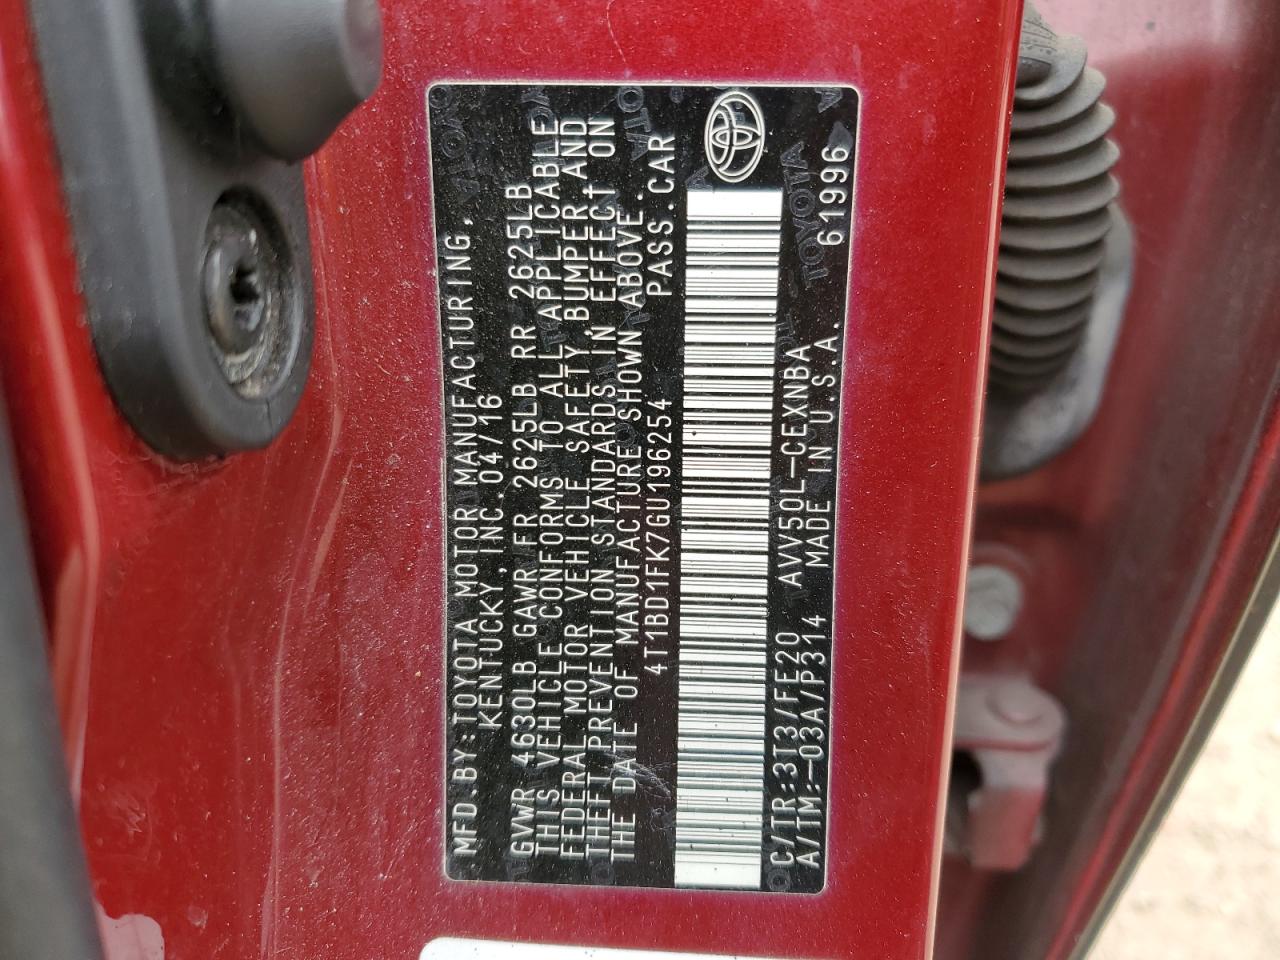 MFD.BY:TOYOTA MOTOR MANUFACTURING,
KENTUCKY,INC.04/16
GVWR 4630LB GAWR FR 2625LB RR 2625LB
THIS VEHICLE CONFORMS TO ALL APPLICABLE
FEDERAL MOTOR VEHICLE SAFETY,BUMPER,AND
THEFT PREVENTION STANDARDS IN EFFECT ON
THE DATE OF MANUFACTURE SHOWN ABOVE.
4T1BD1FK7GU196254 PASS.CAR
C/TR:3T3/FE20 AVV50L-CEXNBA
A/TM:-03A/P314 MADE IN U.S.A. 61996